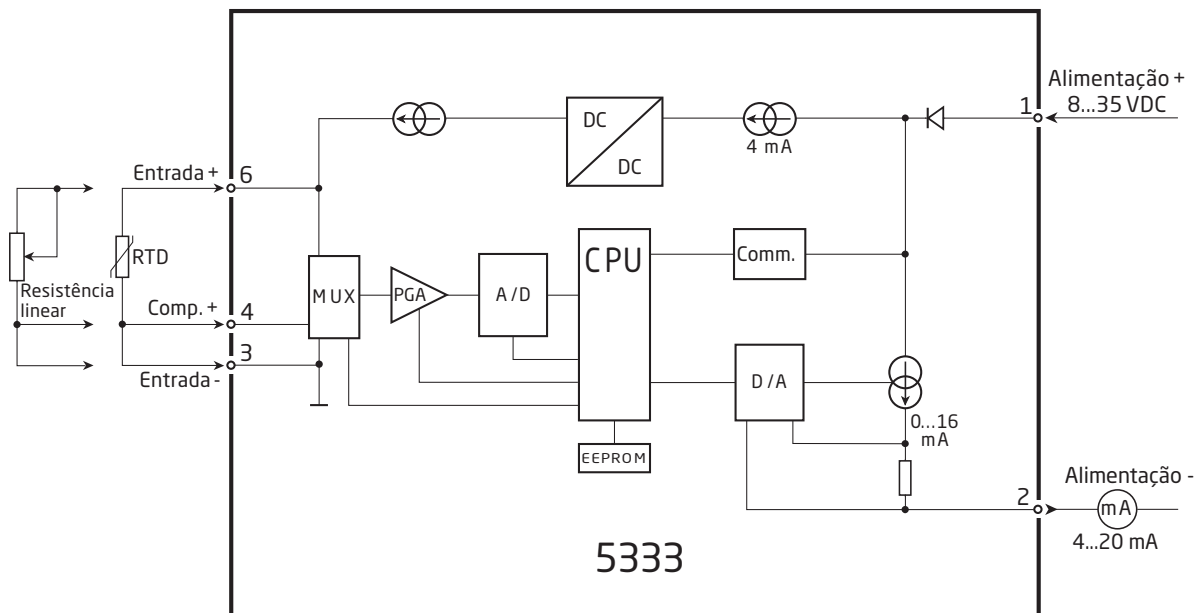 Alimentação +
8...35 VDC
1
DC
DC
4 mA
Entrada +
6
RTD
Resistência
linear
Comp. +
4
3
Entrada -
MUX
PGA
A/D
CPU
Comm.
D/A
0...16
mA
EEPROM
2
Alimentação -
mA
4...20 mA
5333